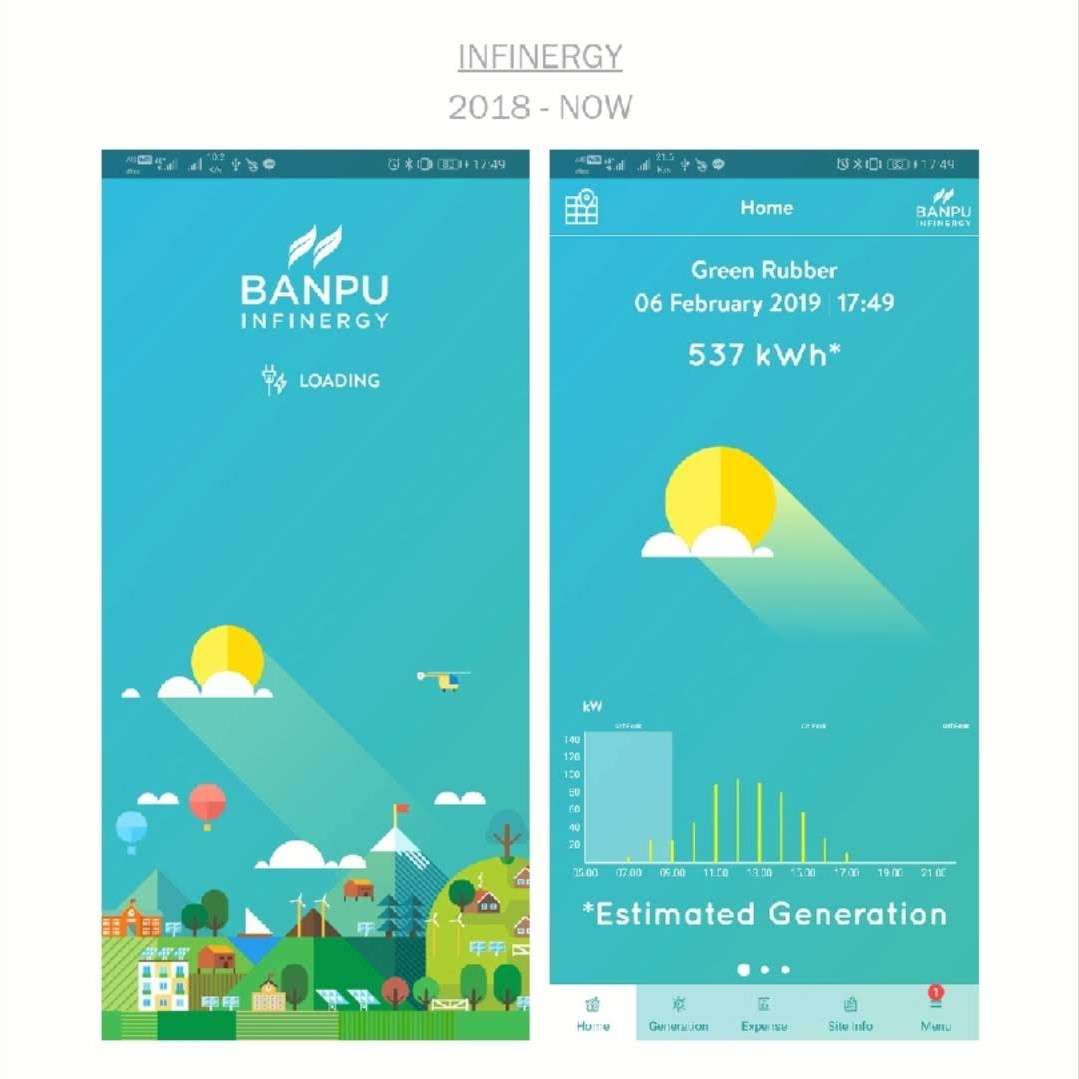 INFINERGY
2018 - NOW
17:49
BANPU
INFINERGY
LOADING
17:49
Home
BANPU
INFINERGY
Green Rubber
06 February 2019 | 17:49
537 kWh*
kW
140
120
100
80
60
40
20
05.00 07.00 09.00 11.00 13.00 15.00 17.00 19.00 21.00
*Estimated Generation
1
Home Generation Expense Site Info Menu